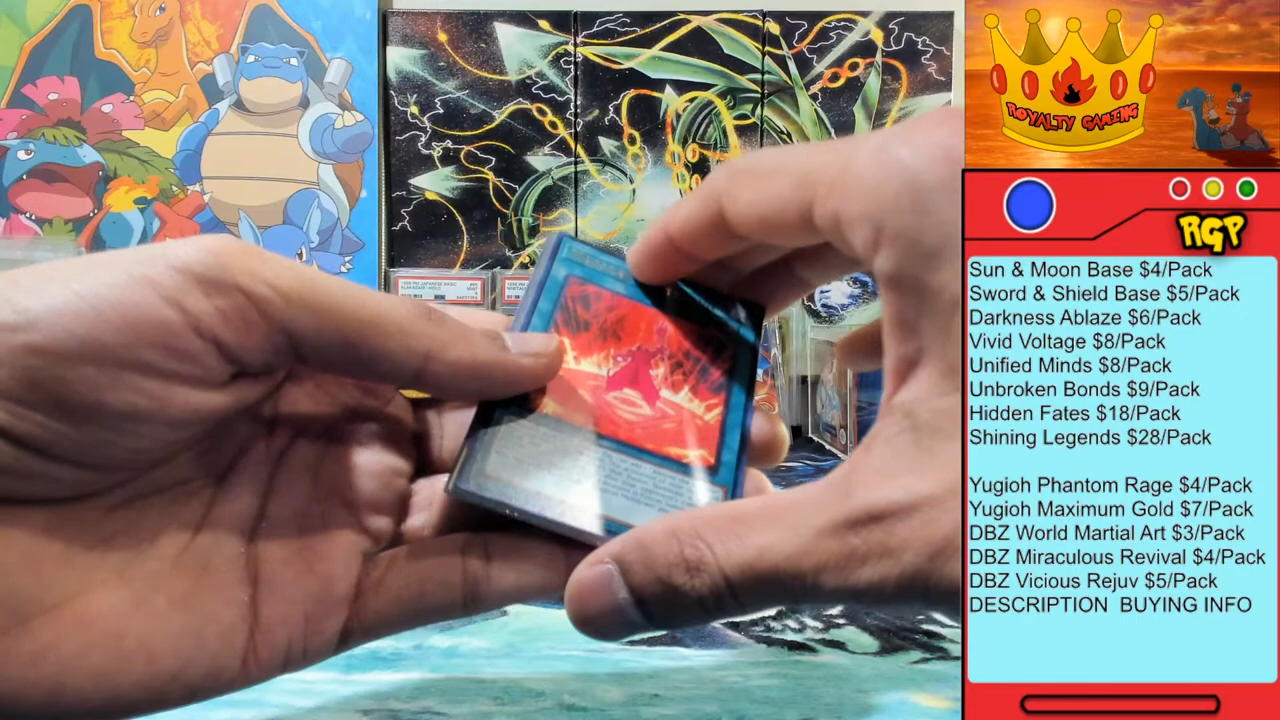 ROYALTY GAMING
RGP
Sun & Moon Base $4/Pack
Sword & Shield Base $5/Pack
Darkness Ablaze $6/Pack
Vivid Voltage $8/Pack
Unified Minds $8/Pack
Unbroken Bonds $9/Pack
Hidden Fates $18/Pack
Shining Legends $28/Pack
Yugioh Phantom Rage $4/Pack
Yugioh Maximum Gold $7/Pack
DBZ World Martial Art $3/Pack
DBZ Miraculous Revival $4/Pack
DBZ Vicious Rejuv $5/Pack
DESCRIPTION BUYING INFO